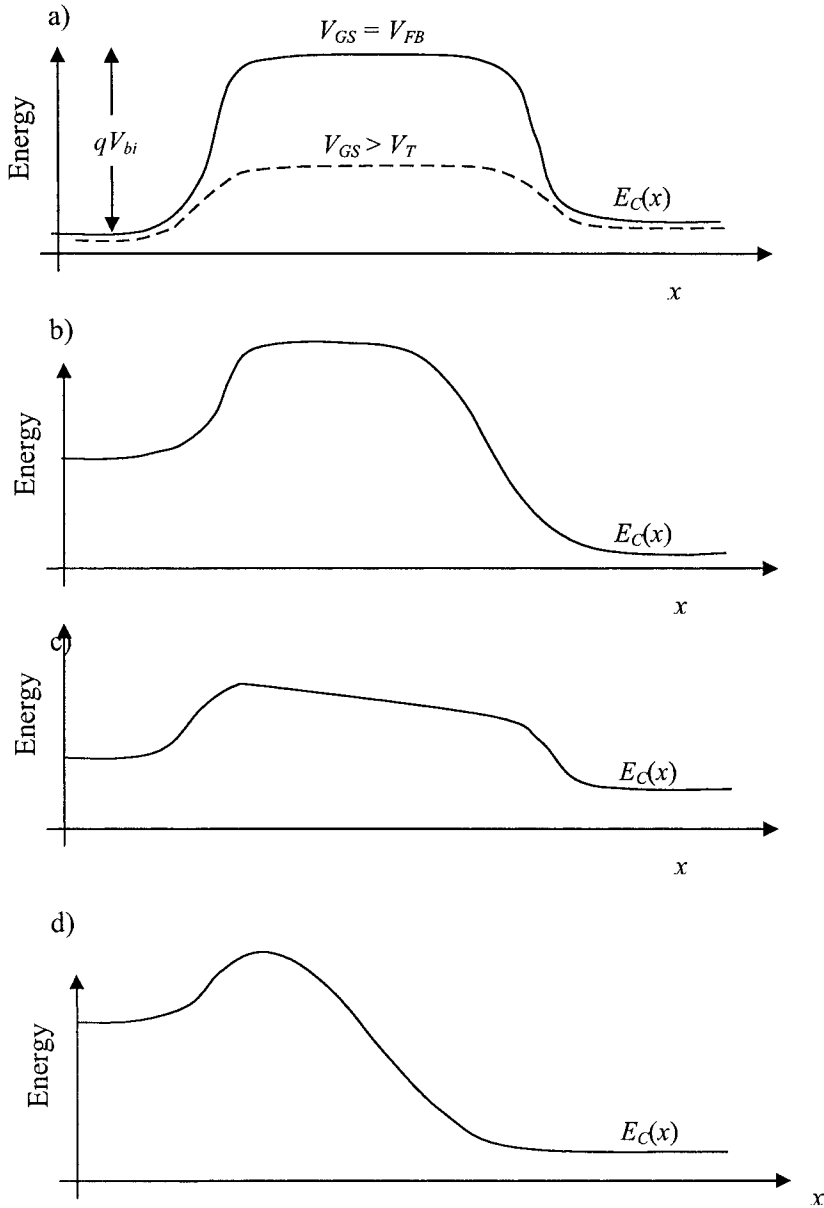 a)
V_GS = V_FB
Energy
qV_bi
V_GS > V_T
E_C(x)
x
b)
Energy
E_C(x)
x
c)
Energy
E_C(x)
x
d)
Energy
E_C(x)
x